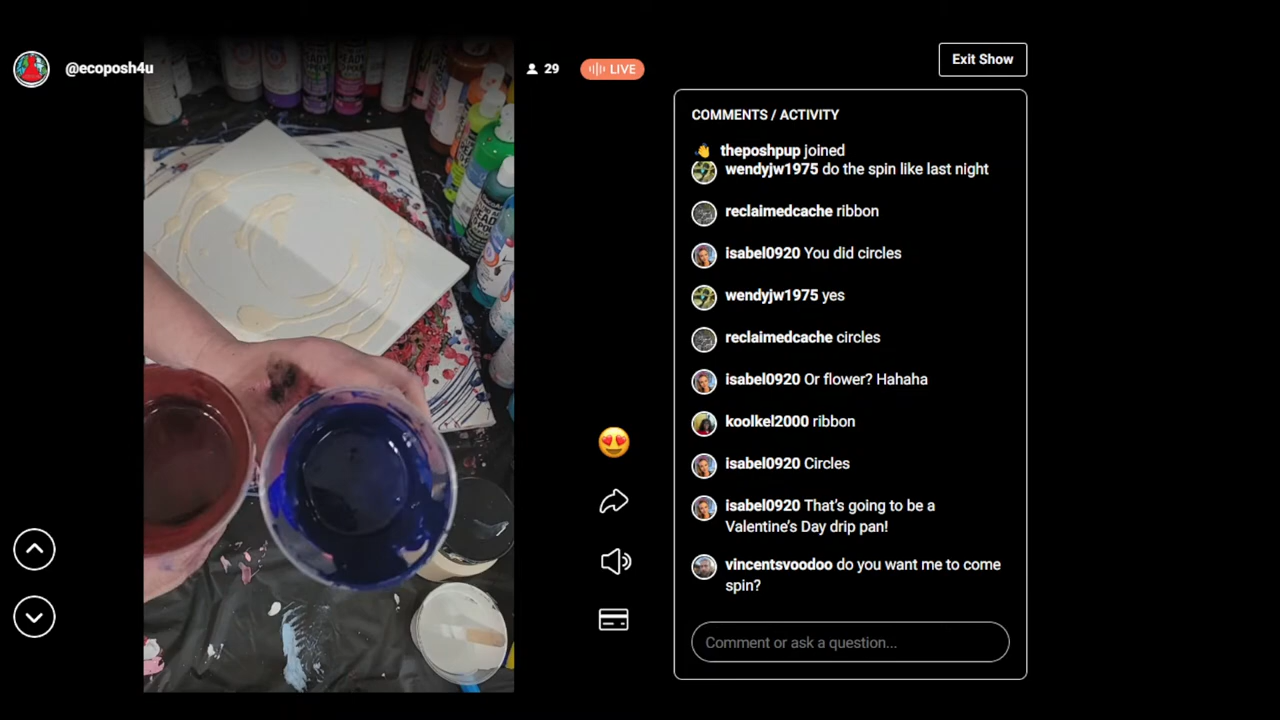 @ecoposh4u
29
LIVE
Exit Show
COMMENTS / ACTIVITY
theposhpup joined
wendyjw1975 do the spin like last night
reclaimedcache ribbon
isabel0920 You did circles
wendyjw1975 yes
reclaimedcache circles
isabel0920 Or flower? Hahaha
koolkel2000 ribbon
isabel0920 Circles
isabel0920 That's going to be a
Valentine's Day drip pan!
vincentsvoodoo do you want me to come
spin?
Comment or ask a question...